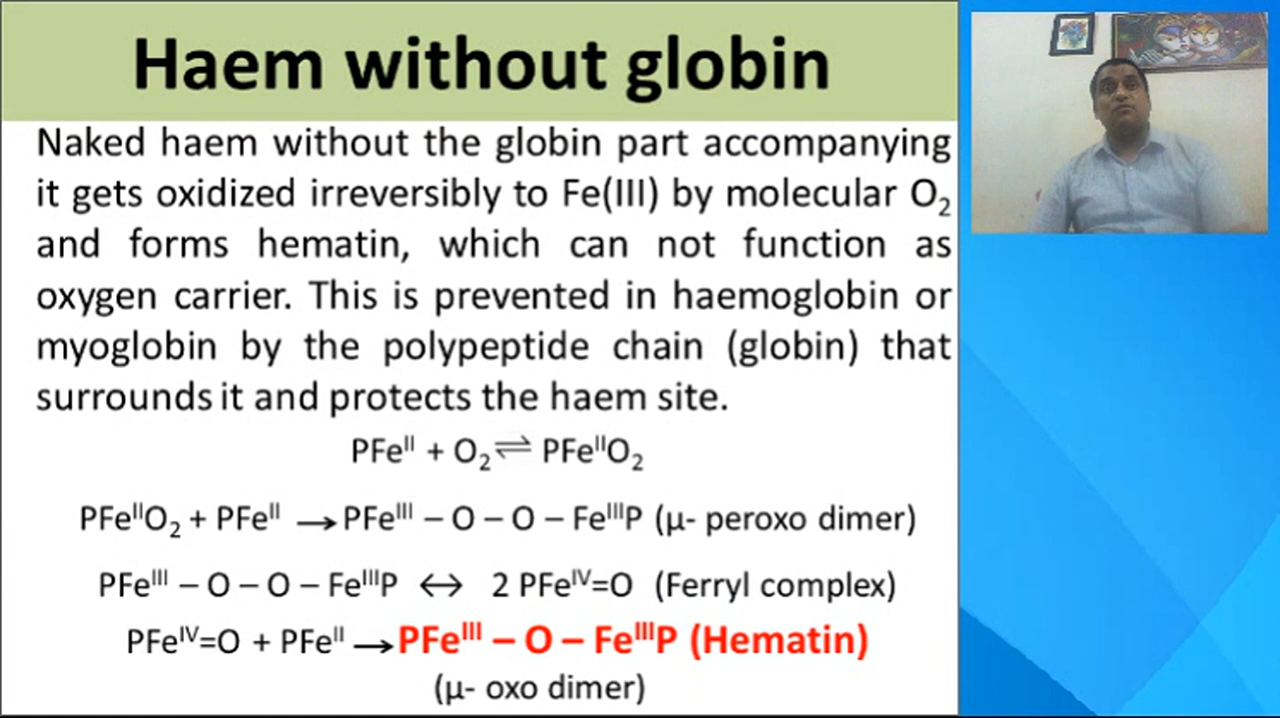 Haem without globin
Naked haem without the globin part accompanying
it gets oxidized irreversibly to Fe(III) by molecular O₂
and forms hematin, which can not function as
oxygen carrier. This is prevented in haemoglobin or
myoglobin by the polypeptide chain (globin) that
surrounds it and protects the haem site.
PFeᴵᴵ + O₂ ⇌ PFeᴵᴵO₂
PFeᴵᴵO₂ + PFeᴵᴵ → PFeᴵᴵᴵ – O – O – FeᴵᴵᴵP (μ- peroxo dimer)
PFeᴵᴵᴵ – O – O – FeᴵᴵᴵP ↔ 2 PFeᴵⱽ=O (Ferryl complex)
PFeᴵⱽ=O + PFeᴵᴵ → PFeᴵᴵᴵ – O – FeᴵᴵᴵP (Hematin)
(μ- oxo dimer)